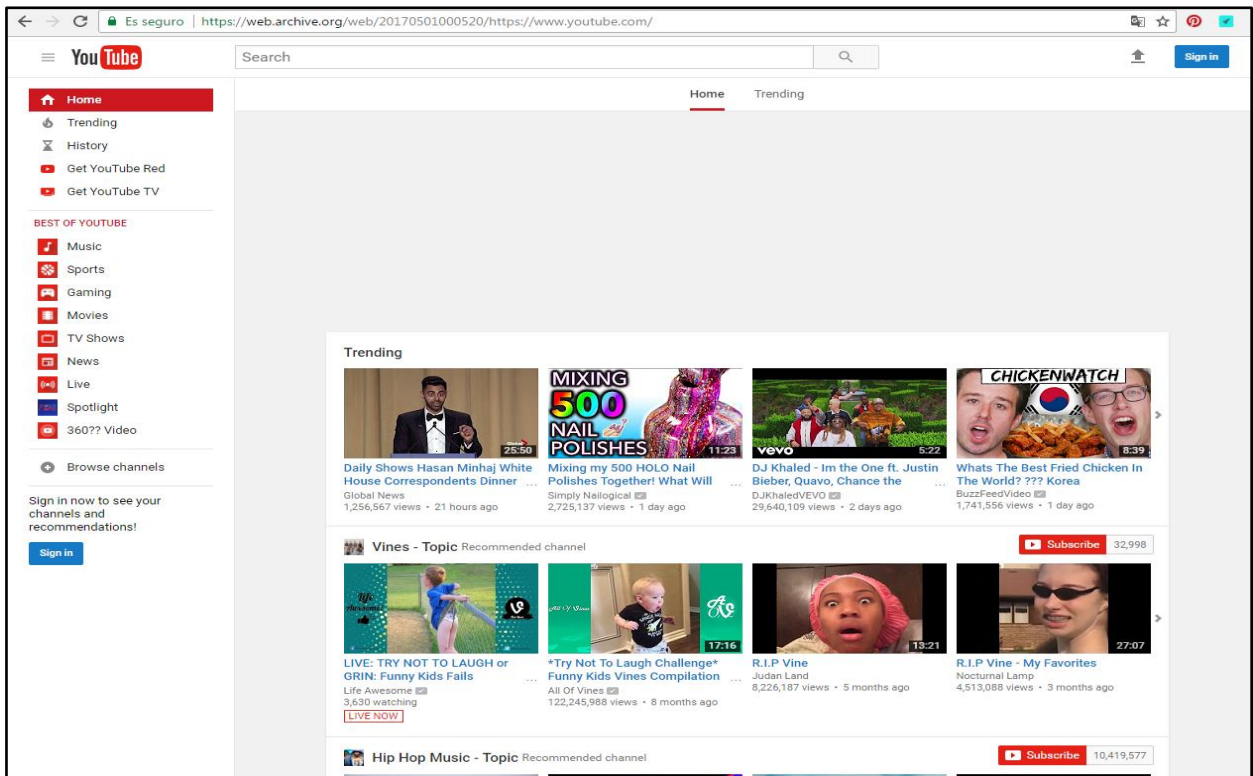 Es seguro https://web.archive.org/web/20170501000520/https://www.youtube.com/
YouTube
Search
Sign in
Home
Trending
Home
Trending
History
Get YouTube Red
Get YouTube TV
BEST OF YOUTUBE
Music
Sports
Gaming
Movies
TV Shows
News
Live
Spotlight
360?? Video
Browse channels
Sign in now to see your
channels and
recommendations!
Sign in
Trending
25:50
Daily Shows Hasan Minhaj White
House Correspondents Dinner ...
Global News
1,256,567 views • 21 hours ago
MIXING
500
NAIL
POLISHES
11:23
Mixing my 500 HOLO Nail
Polishes Together! What Will ...
Simply Nailogical
2,725,137 views • 1 day ago
vevo
5:22
DJ Khaled - Im the One ft. Justin
Bieber, Quavo, Chance the ...
DJKhaledVEVO
29,640,109 views • 2 days ago
CHICKENWATCH
8:39
Whats The Best Fried Chicken In
The World? ??? Korea
BuzzFeedVideo
1,741,556 views • 1 day ago
Vines - Topic Recommended channel
Subscribe 32,998
Life
Awesome
LIVE: TRY NOT TO LAUGH or
GRIN: Funny Kids Fails ...
Life Awesome
3,630 watching
LIVE NOW
All Of Vines
17:16
*Try Not To Laugh Challenge*
Funny Kids Vines Compilation ...
All Of Vines
122,245,988 views • 8 months ago
13:21
R.I.P Vine
Judan Land
8,226,187 views • 5 months ago
27:07
R.I.P Vine - My Favorites
Nocturnal Lamp
4,513,088 views • 3 months ago
Hip Hop Music - Topic Recommended channel
Subscribe 10,419,577